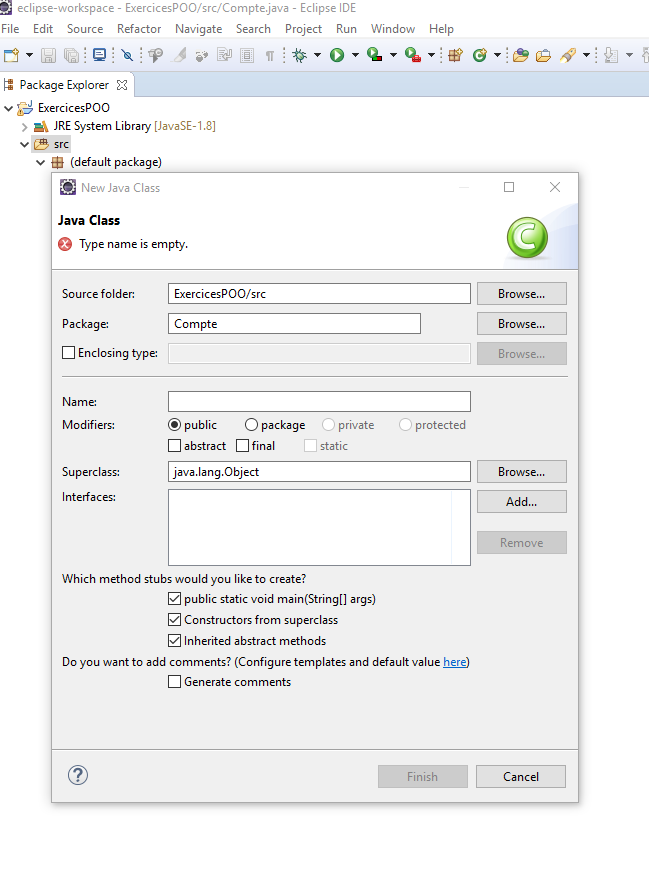 eclipse-workspace - ExercicesPOO/src/Compte.java - Eclipse IDE
File Edit Source Refactor Navigate Search Project Run Window Help
Package Explorer
ExercicesPOO
JRE System Library [JavaSE-1.8]
src
(default package)
New Java Class
Java Class
Type name is empty.
Source folder: ExercicesPOO/src Browse...
Package: Compte Browse...
Enclosing type: Browse...
Name:
Modifiers: public package private protected
abstract final static
Superclass: java.lang.Object Browse...
Interfaces: Add...
Remove
Which method stubs would you like to create?
public static void main(String[] args)
Constructors from superclass
Inherited abstract methods
Do you want to add comments? (Configure templates and default value here)
Generate comments
Finish Cancel